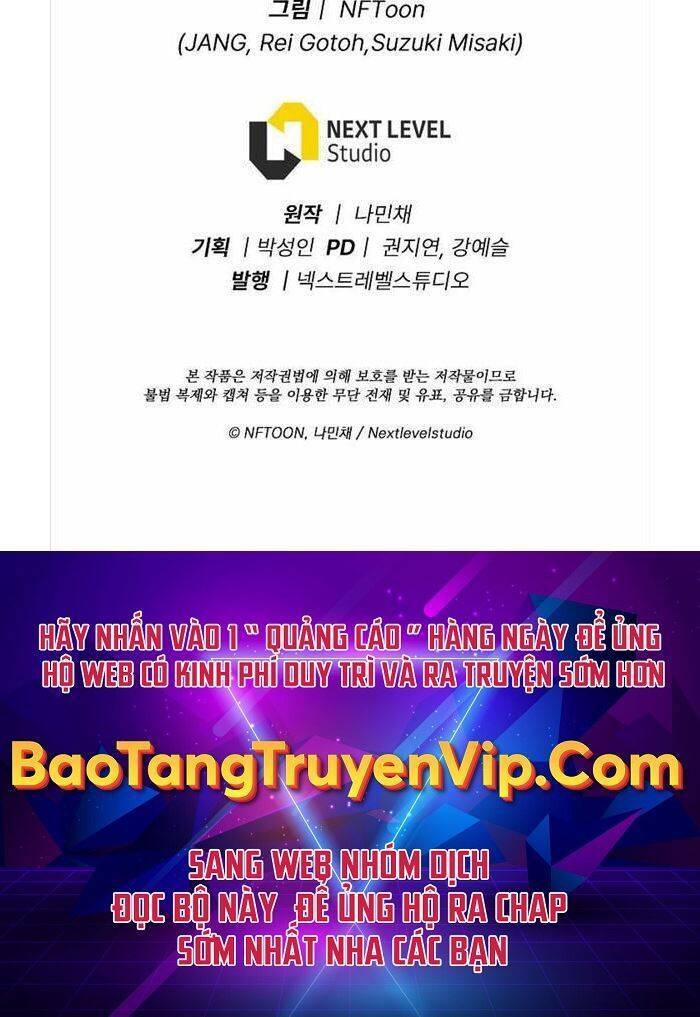 그림 | NFToon
(JANG, Rei Gotoh,Suzuki Misaki)
NEXT LEVEL
Studio
원작 | 나민채
기획 | 박성인 PD | 권지연, 강예슬
발행 | 넥스트레벨스튜디오
본 작품은 저작권법에 의해 보호를 받는 저작물이므로
불법 복제와 캡쳐 등을 이용한 무단 전재 및 유포, 공유를 금합니다.
© NFTOON, 나민채 / Nextlevelstudio
HÃY NHẤN VÀO 1 “ QUẢNG CÁO ” HÀNG NGÀY ĐỂ ỦNG
HỘ WEB CÓ KINH PHÍ DUY TRÌ VÀ RA TRUYỆN SỚM HƠN
BaoTangTruyenVip.Com
SANG WEB NHÓM DỊCH
ĐỌC BỘ NÀY ĐỂ ỦNG HỘ RA CHAP
SỚM NHẤT NHA CÁC BẠN